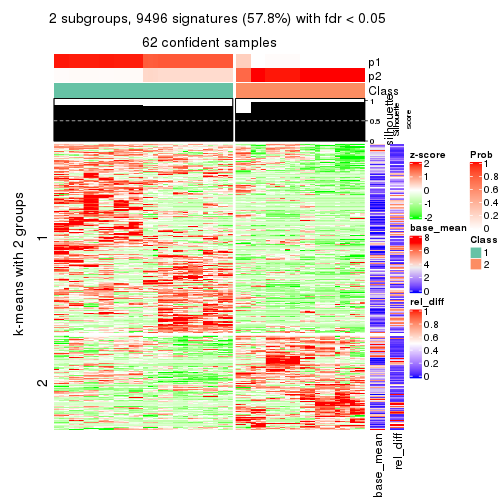 2 subgroups, 9496 signatures (57.8%) with fdr < 0.05
62 confident samples
p1
p2
Class
silhouette
Silhouette
score
1
0.5
0
k-means with 2 groups
1
2
base_mean
rel_diff
z-score
2
1
0
-1
-2
base_mean
8
6
4
2
0
rel_diff
1
0.8
0.6
0.4
0.2
0
Prob
1
0.8
0.6
0.4
0.2
0
Class
1
2